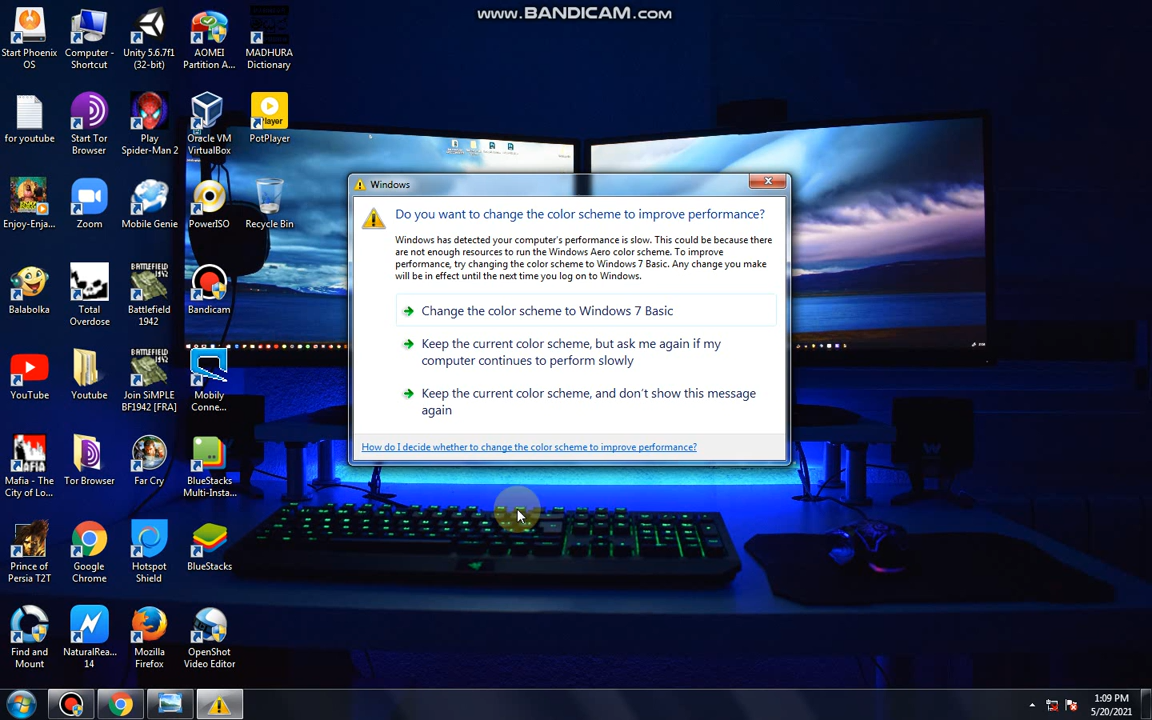 www.BANDICAM.com
Start Phoenix
OS
Computer -
Shortcut
Unity 5.6.7f1
(32-bit)
AOMEI
Partition A...
MADHURA
Dictionary
for youtube
Start Tor
Browser
Play
Spider-Man 2
Oracle VM
VirtualBox
Player
PotPlayer
Enjoy-Enja...
Zoom
Mobile Genie
PowerISO
Recycle Bin
Balabolka
Total
Overdose
BATTLEFIELD
1942
Battlefield
1942
Bandicam
YouTube
Youtube
BATTLEFIELD
1942
Join SiMPLE
BF1942 [FRA]
Mobily
Conne...
MAFIA
Mafia - The
City of Lo...
Tor Browser
Far Cry
BlueStacks
Multi-Insta...
Prince of
Persia T2T
Google
Chrome
Hotspot
Shield
BlueStacks
Find and
Mount
NaturalRea...
14
Mozilla
Firefox
OpenShot
Video Editor
Windows
Do you want to change the color scheme to improve performance?
Windows has detected your computer's performance is slow. This could be because there
are not enough resources to run the Windows Aero color scheme. To improve
performance, try changing the color scheme to Windows 7 Basic. Any change you make
will be in effect until the next time you log on to Windows.
Change the color scheme to Windows 7 Basic
Keep the current color scheme, but ask me again if my
computer continues to perform slowly
Keep the current color scheme, and don't show this message
again
How do I decide whether to change the color scheme to improve performance?
1:09 PM
5/20/2021